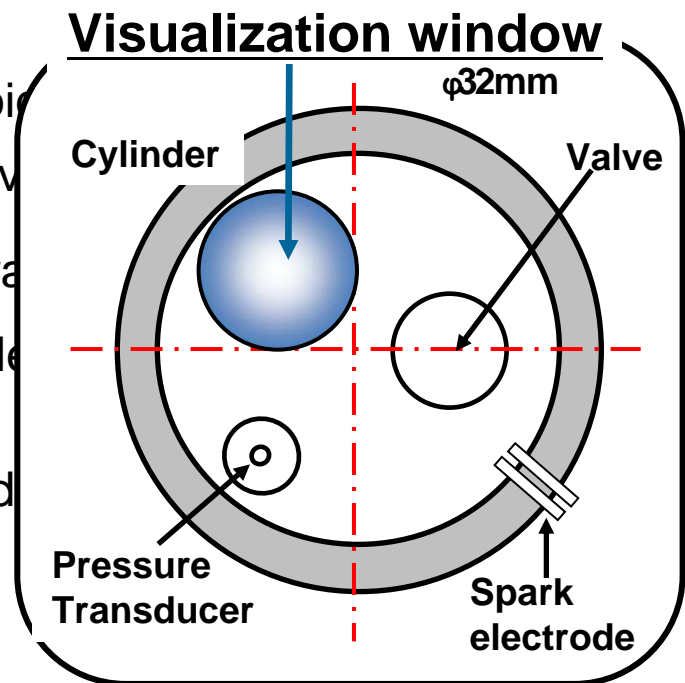 Visualization window
φ32mm
Cylinder
Valve
Pressure
Transducer
Spark
electrode